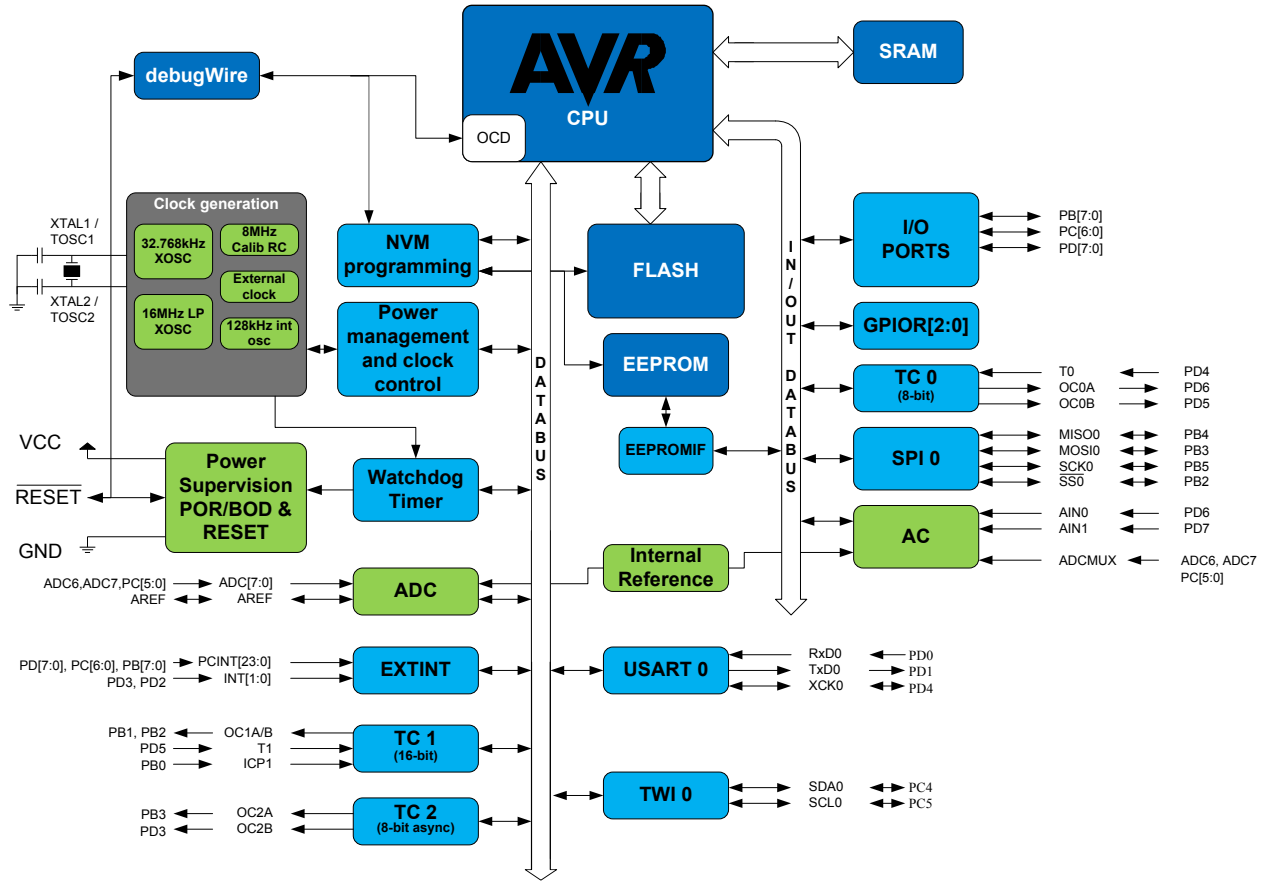 AVR
CPU
OCD
SRAM
debugWire
Clock generation
32.768kHz
XOSC
8MHz
Calib RC
External
clock
16MHz LP
XOSC
128kHz int
osc
XTAL1 /
TOSC1
XTAL2 /
TOSC2
NVM
programming
Power
management
and clock
control
FLASH
EEPROM
EEPROMIF
I/O
PORTS
PB[7:0]
PC[6:0]
PD[7:0]
GPIOR[2:0]
TC 0
(8-bit)
T0 PD4
OC0A PD6
OC0B PD5
SPI 0
MISO0 PB4
MOSI0 PB3
SCK0 PB5
SS0 PB2
AC
AIN0 PD6
AIN1 PD7
ADCMUX ADC6, ADC7
PC[5:0]
IN/OUT DATABUS
DATABUS
VCC
RESET
GND
Power
Supervision
POR/BOD &
RESET
Watchdog
Timer
Internal
Reference
ADC6,ADC7,PC[5:0] ADC[7:0]
AREF AREF
ADC
PD[7:0], PC[6:0], PB[7:0] PCINT[23:0]
PD3, PD2 INT[1:0]
EXTINT
USART 0
RxD0 PD0
TxD0 PD1
XCK0 PD4
PB1, PB2 OC1A/B
PD5 T1
PB0 ICP1
TC 1
(16-bit)
TWI 0
SDA0 PC4
SCL0 PC5
PB3 OC2A
PD3 OC2B
TC 2
(8-bit async)